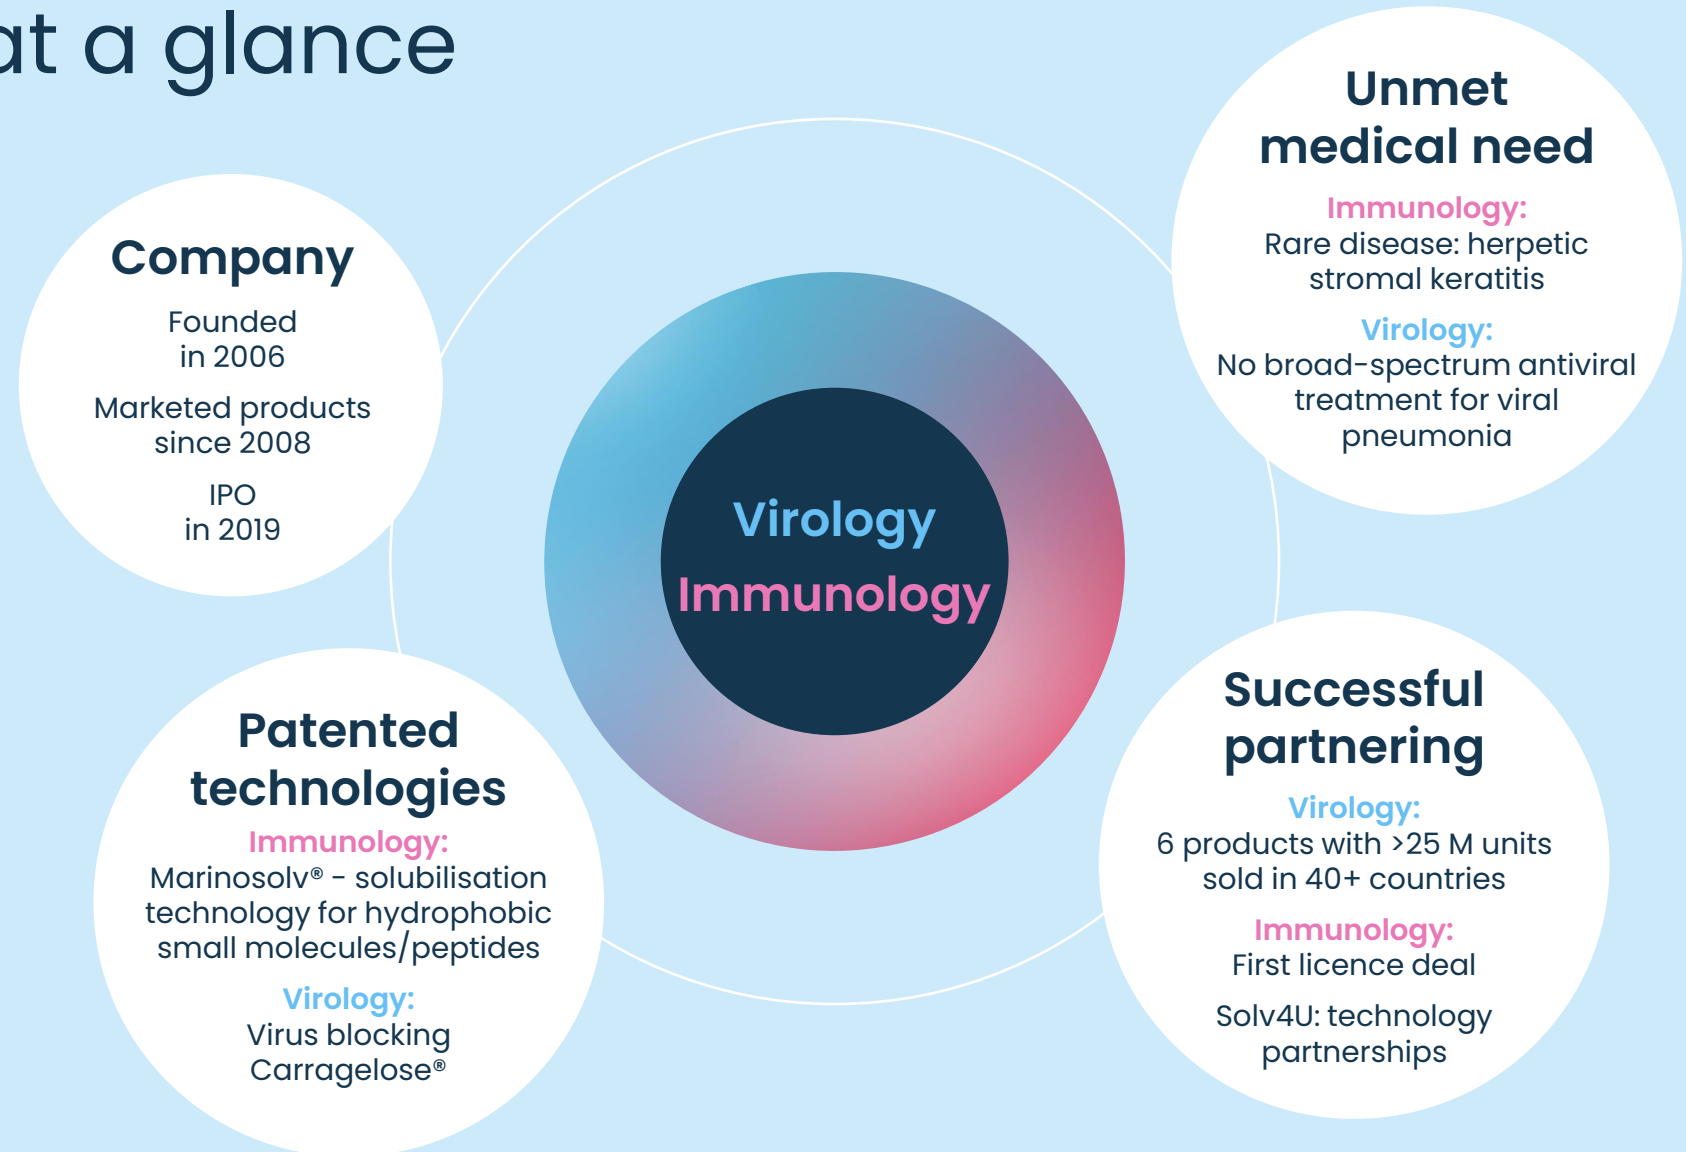 at a glance
Company
Founded
in 2006
Marketed products
since 2008
IPO
in 2019
Unmet
medical need
Immunology:
Rare disease: herpetic
stromal keratitis
Virology:
No broad-spectrum antiviral
treatment for viral
pneumonia
Virology
Immunology
Patented
technologies
Immunology:
Marinosolv® - solubilisation
technology for hydrophobic
small molecules/peptides
Virology:
Virus blocking
Carragelose®
Successful
partnering
Virology:
6 products with >25 M units
sold in 40+ countries
Immunology:
First licence deal
Solv4U: technology
partnerships